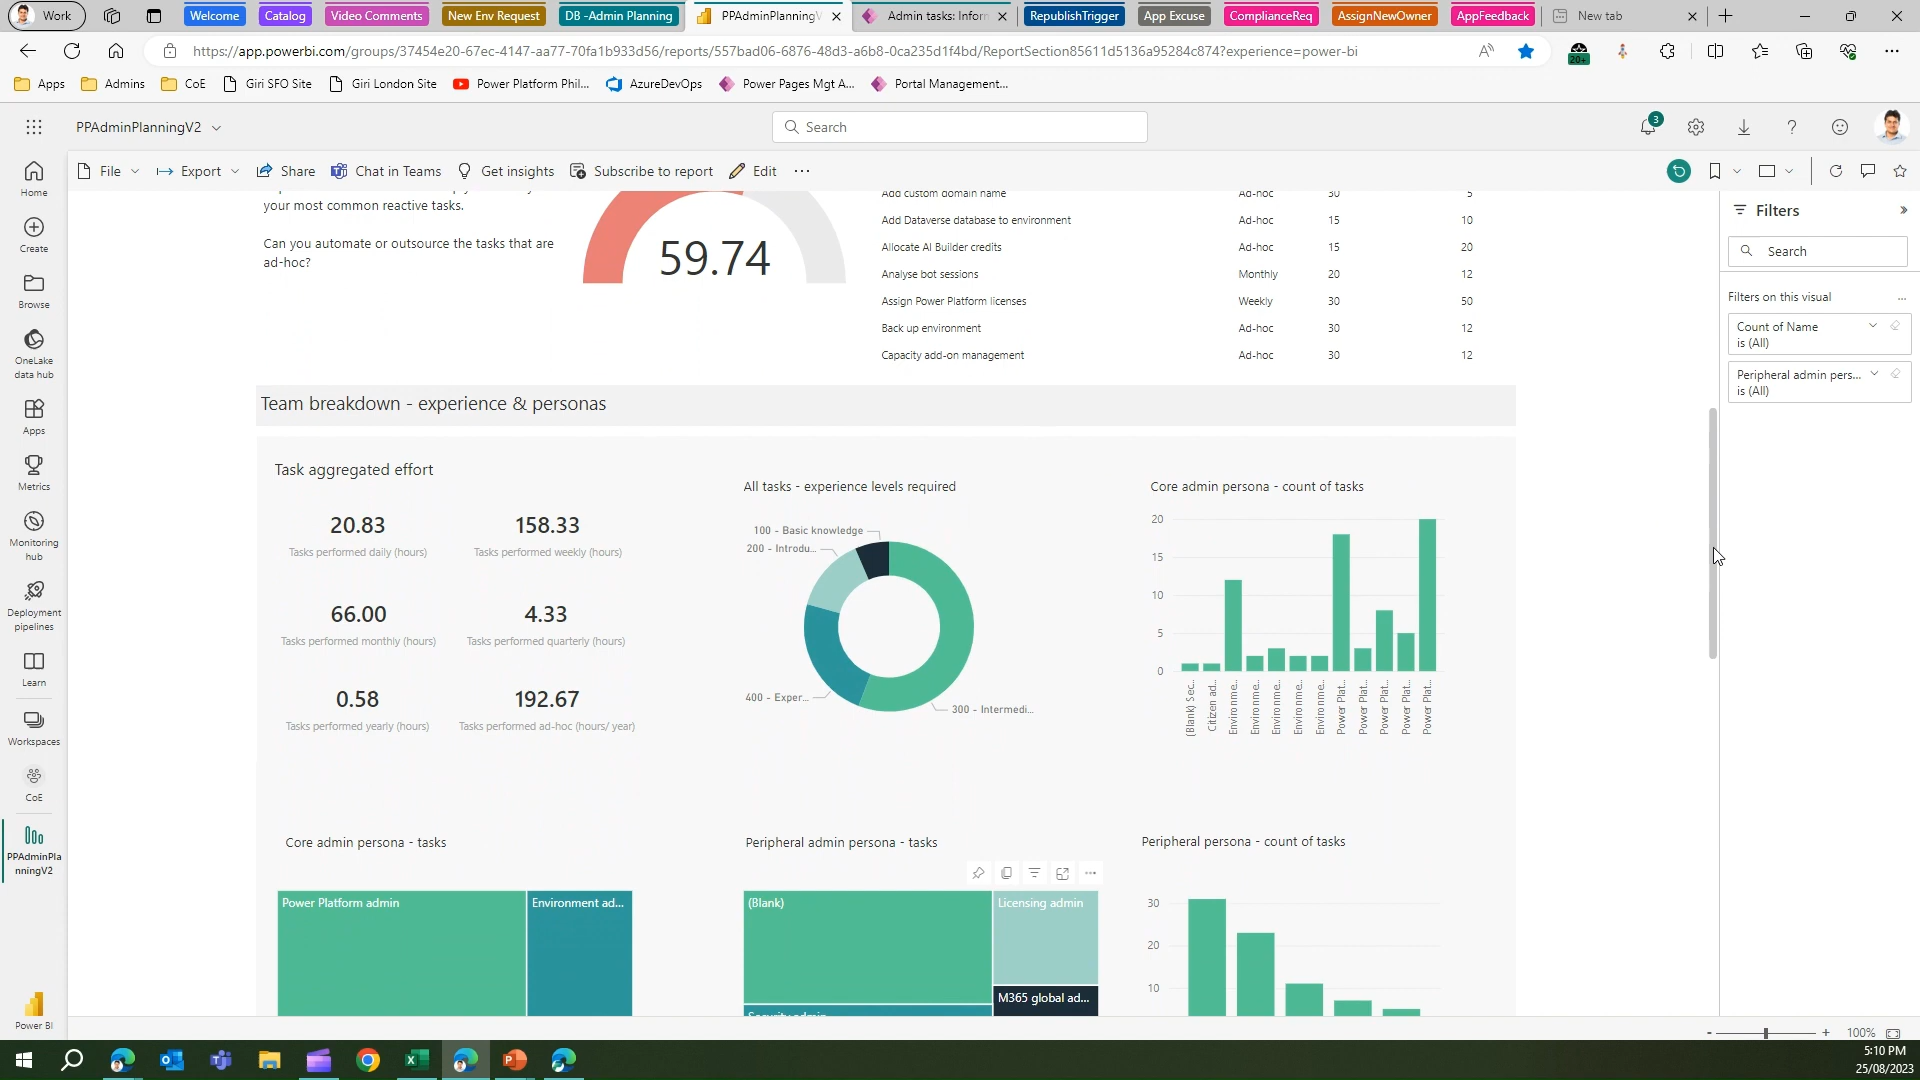 Work
Welcome
Catalog
Video Comments
New Env Request
DB -Admin Planning
PPAdminPlanningV
Admin tasks: Inform
RepublishTrigger
App Excuse
ComplianceReq
AssignNewOwner
AppFeedback
New tab
https://app.powerbi.com/groups/37454e20-67ec-4147-aa77-70fa1b933d56/reports/557bad06-6876-48d3-a6b8-0ca235d1f4bd/ReportSection85611d5136a95284c874?experience=power-bi
20+
Apps
Admins
CoE
Giri SFO Site
Giri London Site
Power Platform Phil...
AzureDevOps
Power Pages Mgt A...
Portal Management...
PPAdminPlanningV2
Search
3
File
Export
Share
Chat in Teams
Get insights
Subscribe to report
Edit
Home
Create
Browse
OneLake
data hub
Apps
Metrics
Monitoring
hub
Deployment
pipelines
Learn
Workspaces
CoE
PPAdminPla
nningV2
Power BI
your most common reactive tasks.
Can you automate or outsource the tasks that are
ad-hoc?
59.74
Add custom domain name Ad-hoc 30 5
Add Dataverse database to environment Ad-hoc 15 10
Allocate AI Builder credits Ad-hoc 15 20
Analyse bot sessions Monthly 20 12
Assign Power Platform licenses Weekly 30 50
Back up environment Ad-hoc 30 12
Capacity add-on management Ad-hoc 30 12
Team breakdown - experience & personas
Task aggregated effort
20.83
Tasks performed daily (hours)
158.33
Tasks performed weekly (hours)
66.00
Tasks performed monthly (hours)
4.33
Tasks performed quarterly (hours)
0.58
Tasks performed yearly (hours)
192.67
Tasks performed ad-hoc (hours/ year)
All tasks - experience levels required
100 - Basic knowledge
200 - Introdu...
400 - Exper...
300 - Intermedi...
Core admin persona - count of tasks
20
15
10
5
0
(Blank) Sec...
Citizen ad...
Environme...
Environme...
Environme...
Environme...
Environme...
Power Plat...
Power Plat...
Power Plat...
Power Plat...
Power Plat...
Core admin persona - tasks
Power Platform admin
Environment ad...
Peripheral admin persona - tasks
(Blank)
Licensing admin
M365 global ad...
Security admin
Peripheral persona - count of tasks
30
20
10
Filters
Search
Filters on this visual
Count of Name
is (All)
Peripheral admin pers...
is (All)
- + 100%
5:10 PM
25/08/2023